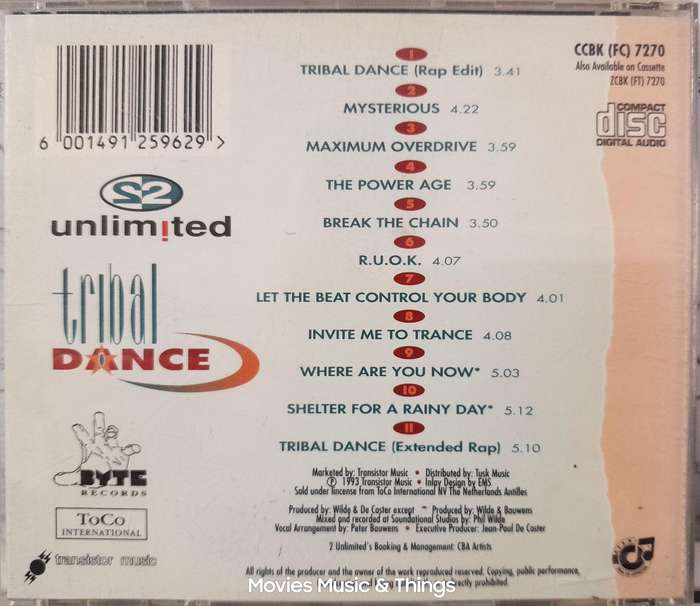 6 001491 259629 >
22
unlim!ted
tribal
DANCE
BYTE
RECORDS
ToCo
INTERNATIONAL
transistor music
1
TRIBAL DANCE (Rap Edit) 3.41
2
MYSTERIOUS 4.22
3
MAXIMUM OVERDRIVE 3.59
4
THE POWER AGE 3.59
5
BREAK THE CHAIN 3.50
6
R.U.O.K. 4.07
7
LET THE BEAT CONTROL YOUR BODY 4.01
8
INVITE ME TO TRANCE 4.08
9
WHERE ARE YOU NOW* 5.03
10
SHELTER FOR A RAINY DAY* 5.12
11
TRIBAL DANCE (Extended Rap) 5.10
Marketed by: Transistor Music • Distributed by: Tusk Music
℗ 1993 Transistor Music • Inlay Design by EMS
Sold under lincense from ToCo International NV The Netherlands Antilles
Produced by: Wilde & De Coster except * Produced by: Wilde & Bauwens
Mixed and recorded at Soundational Studios by: Phil Wilde
Vocal Arrangement by: Peter Bauwens • Executive Producer: Jean-Paul De Coster
2 Unlimited's Booking & Management: CBA Artists
All rights of the producer and the owner of the work reproduced reserved. Copying, public performance,
directly prohibited.
Movies Music & Things
CCBK (FC) 7270
Also Available on Cassette
ZCBK (FT) 7270
COMPACT
disc
DIGITAL AUDIO